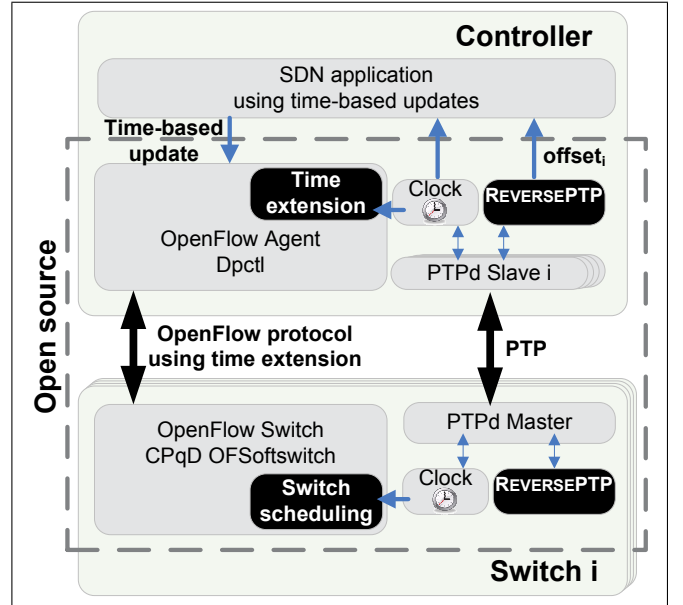 Controller
SDN application
using time-based updates
Time-based
update
offseti
Time
extension
Clock
REVERSEPTP
OpenFlow Agent
Dpctl
PTPd Slave i
Open source
OpenFlow protocol
using time extension
PTP
OpenFlow Switch
CPqD OFSoftswitch
PTPd Master
Switch
scheduling
Clock
REVERSEPTP
Switch i